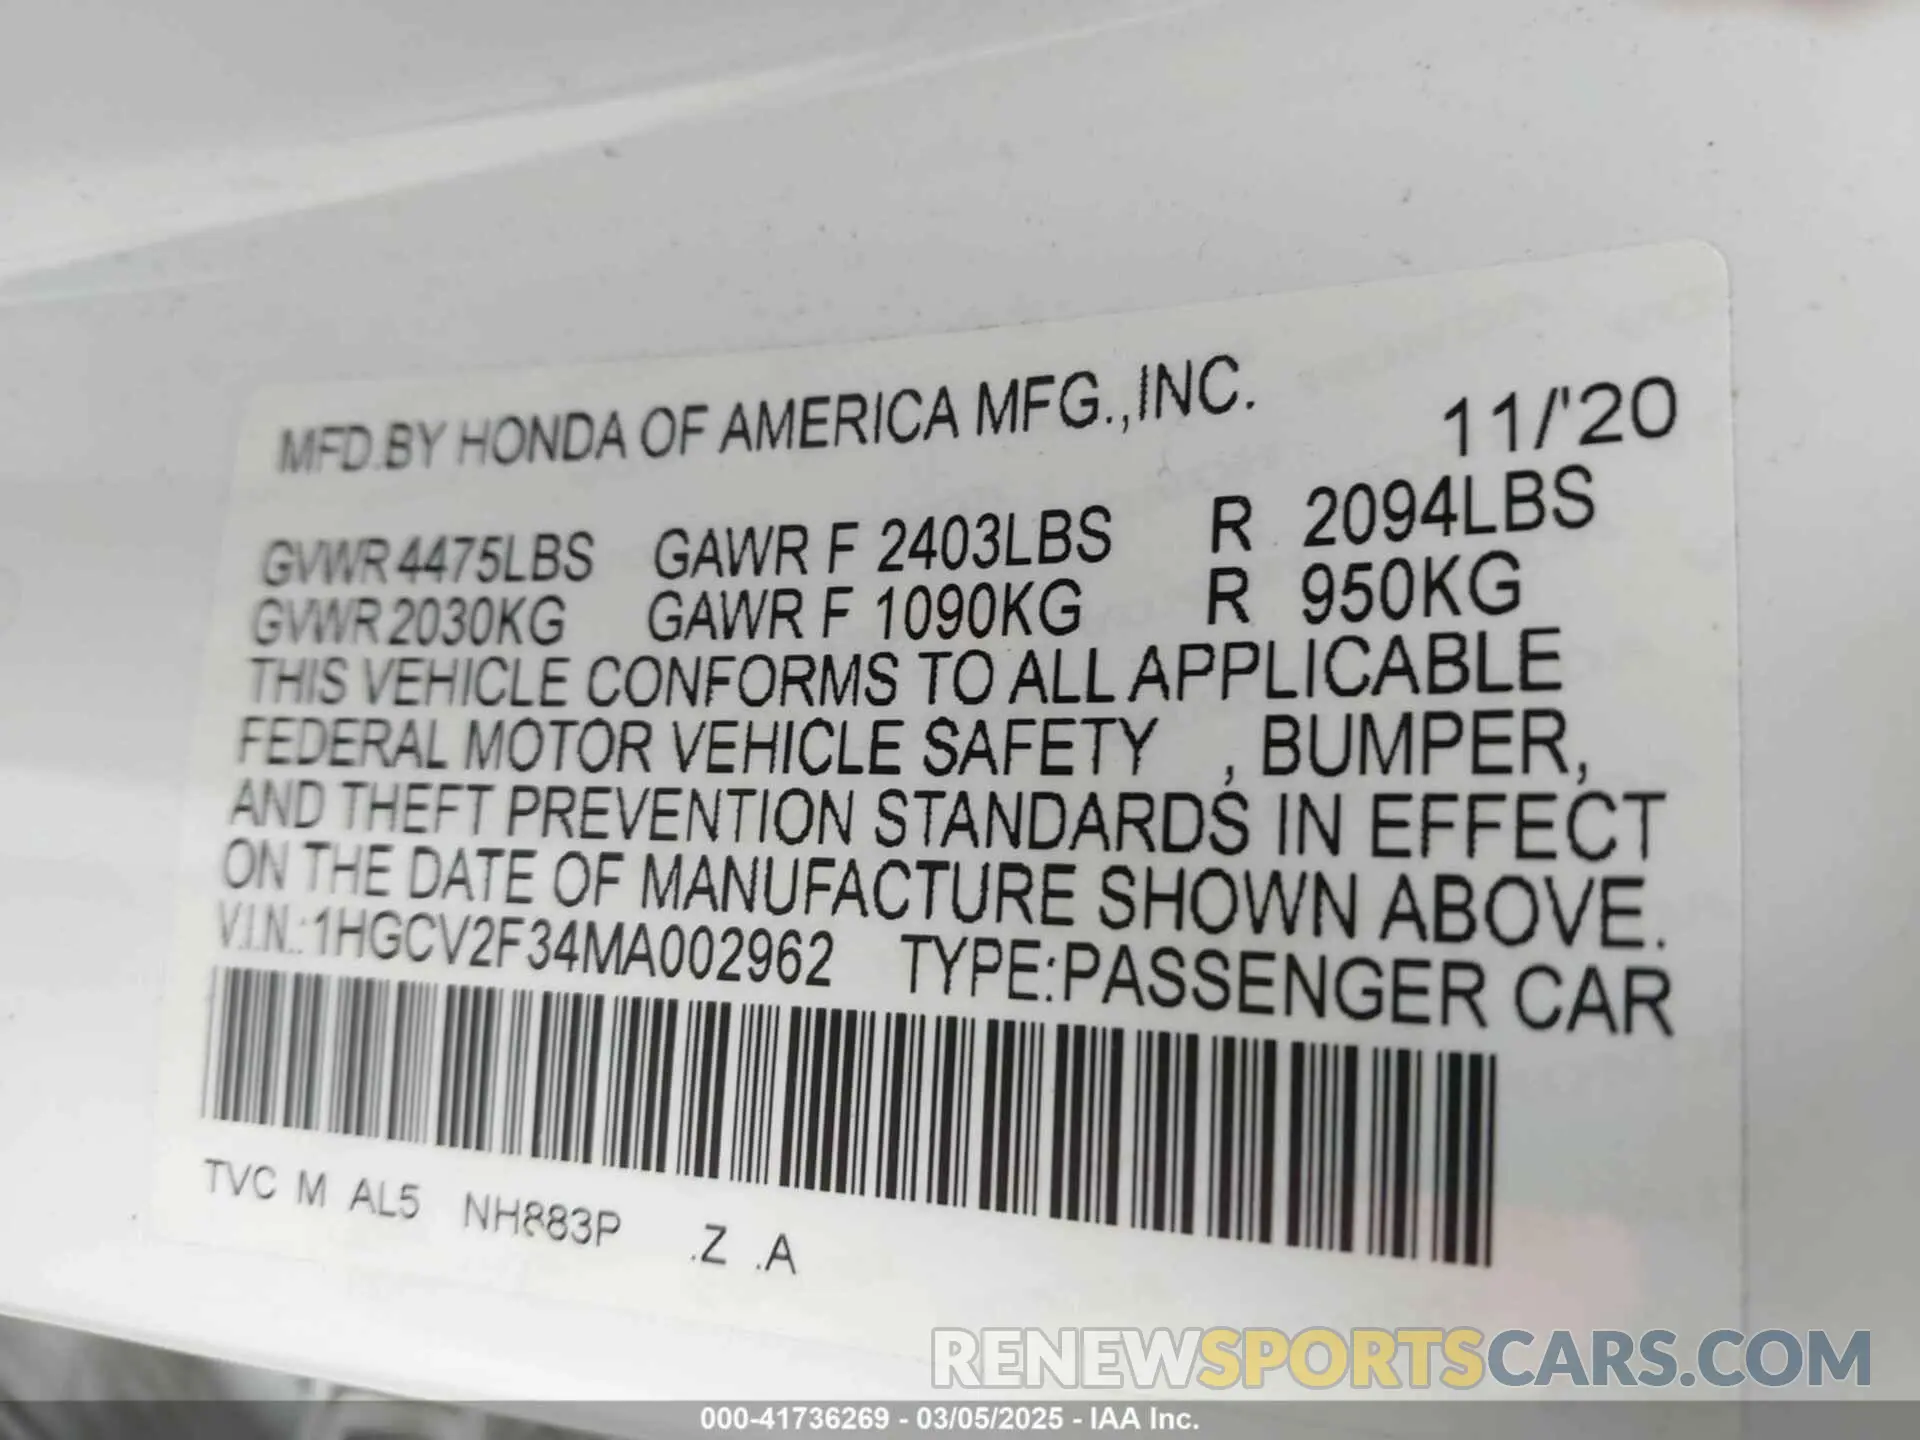 MFD.BY HONDA OF AMERICA MFG.,INC. 11/'20
GVWR 4475LBS GAWR F 2403LBS R 2094LBS
GVWR 2030KG GAWR F 1090KG R 950KG
THIS VEHICLE CONFORMS TO ALL APPLICABLE
FEDERAL MOTOR VEHICLE SAFETY , BUMPER,
AND THEFT PREVENTION STANDARDS IN EFFECT
ON THE DATE OF MANUFACTURE SHOWN ABOVE.
V.I.N.: 1HGCV2F34MA002962 TYPE:PASSENGER CAR
TVC M AL5 NH883P .Z .A
RENEWSPORTSCARS.COM
000-41736269 - 03/05/2025 - IAA Inc.